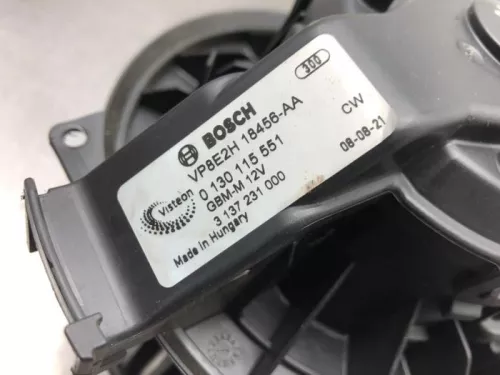 300
BOSCH
VP8E2H 18456-AA
CW
0 130 115 551
08-08-21
GBM-M 12V
3 137 231 000
Visteon
Made in Hungary